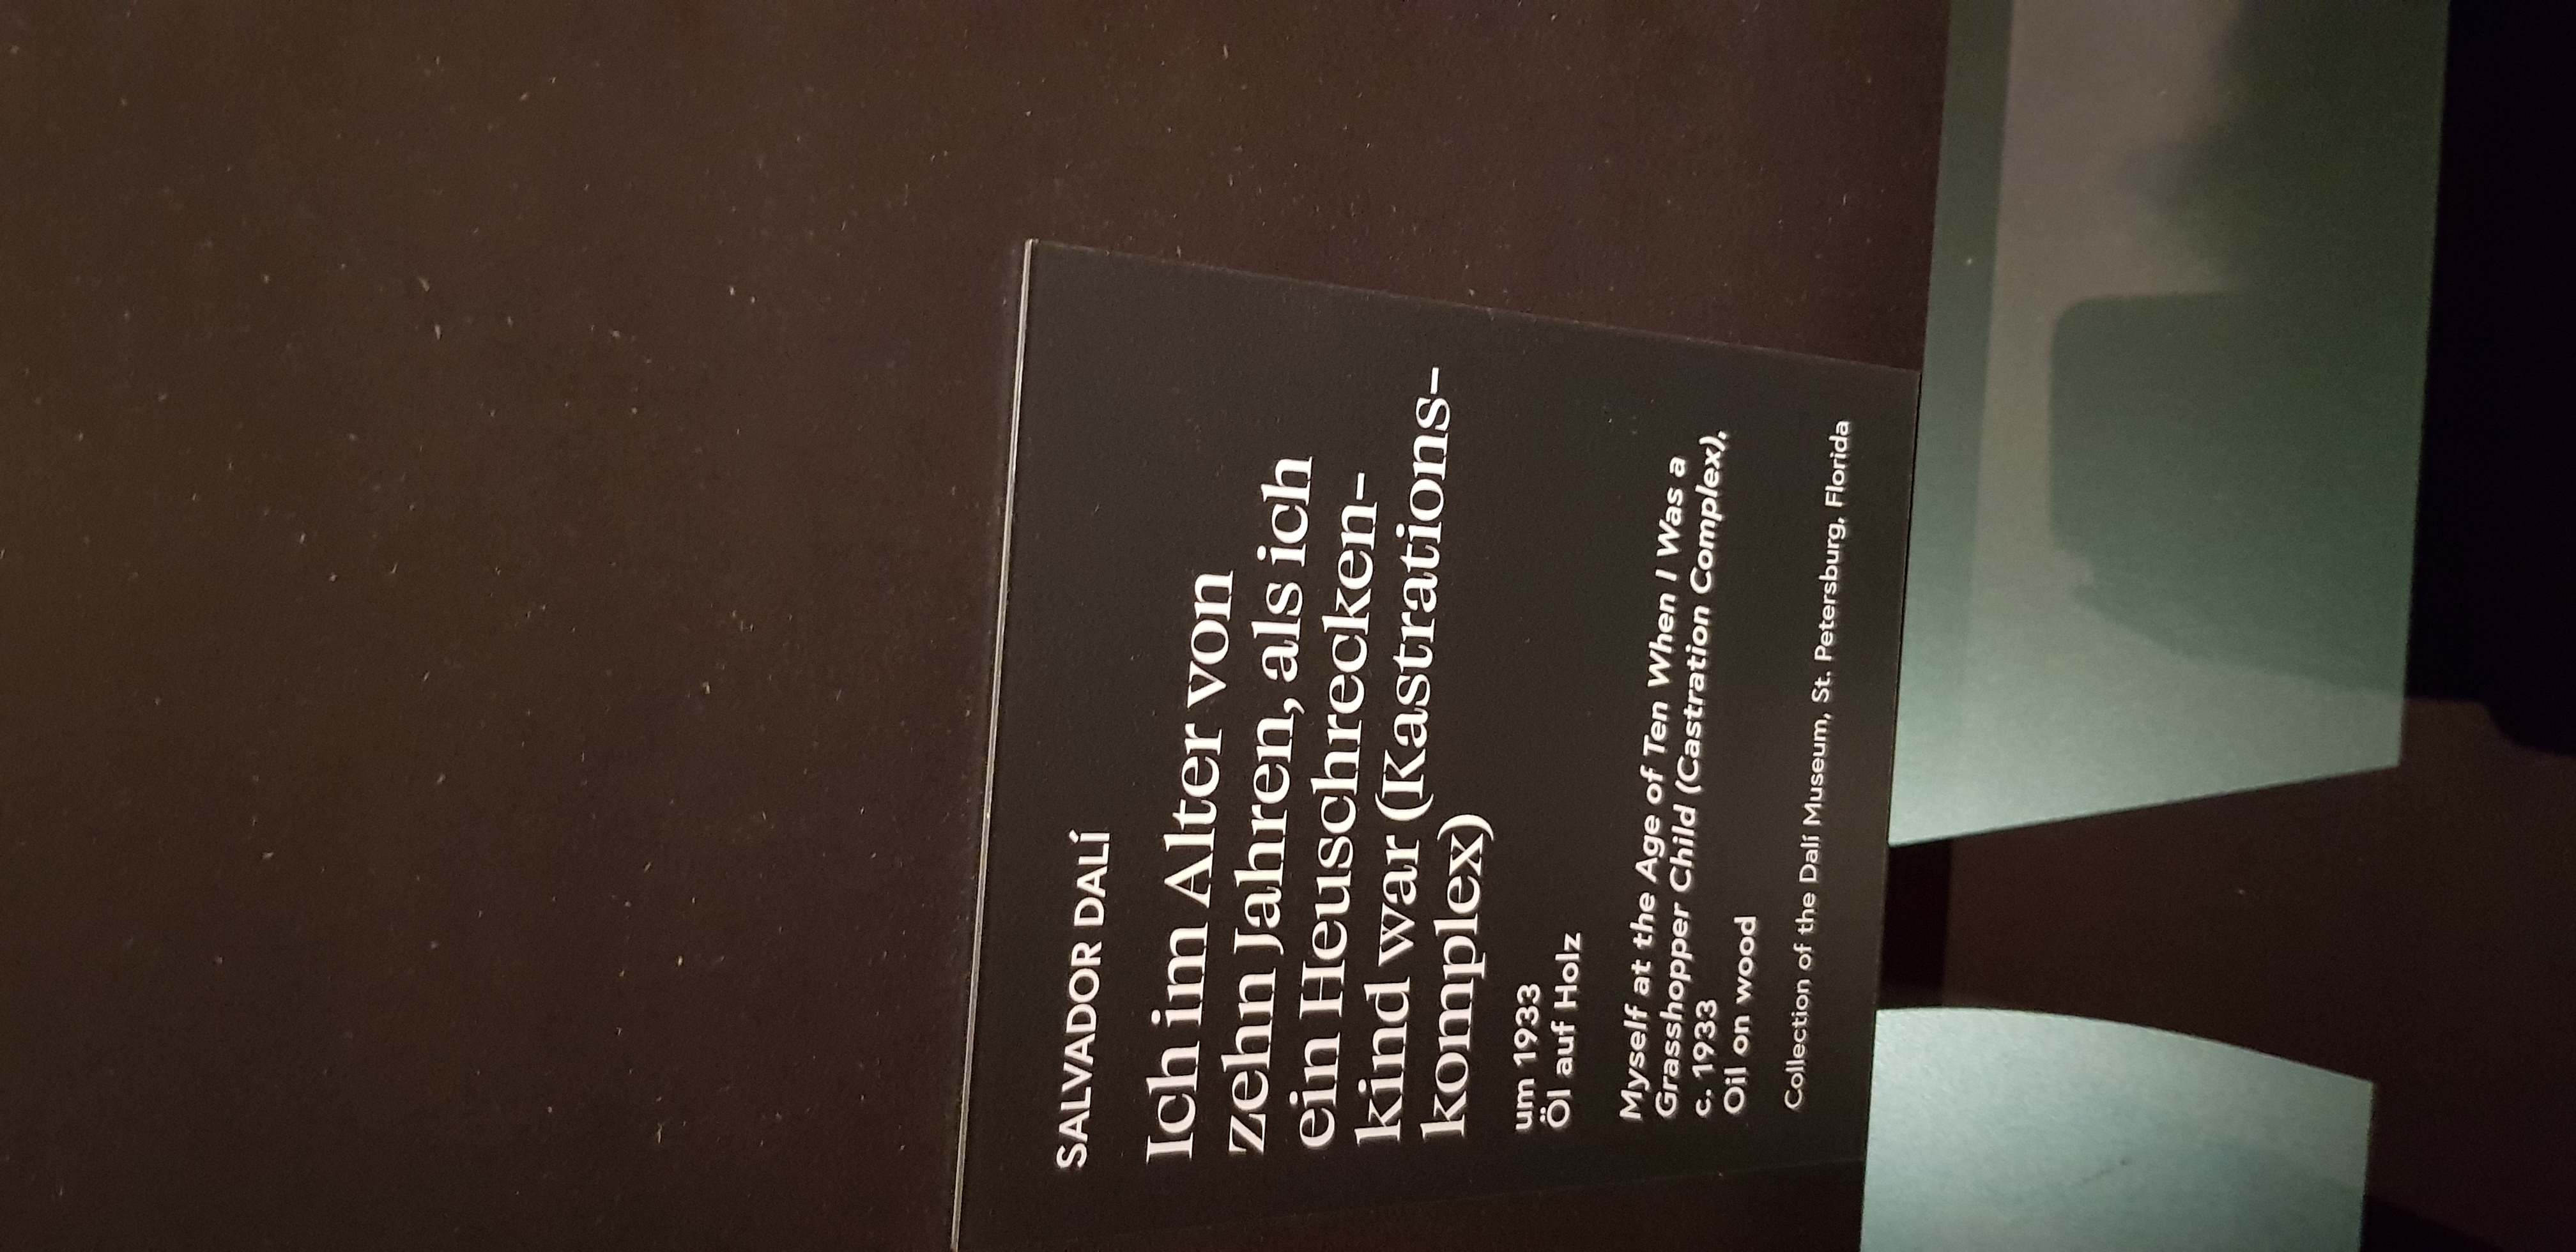 SALVADOR DALÍ
Ich im Alter von
zehn Jahren, als ich
ein Heuschrecken-
kind war (Kastrations-
komplex)
um 1933
Öl auf Holz
Myself at the Age of Ten When I Was a
Grasshopper Child (Castration Complex),
c. 1933
Oil on wood
Collection of the Dalí Museum, St. Petersburg, Florida